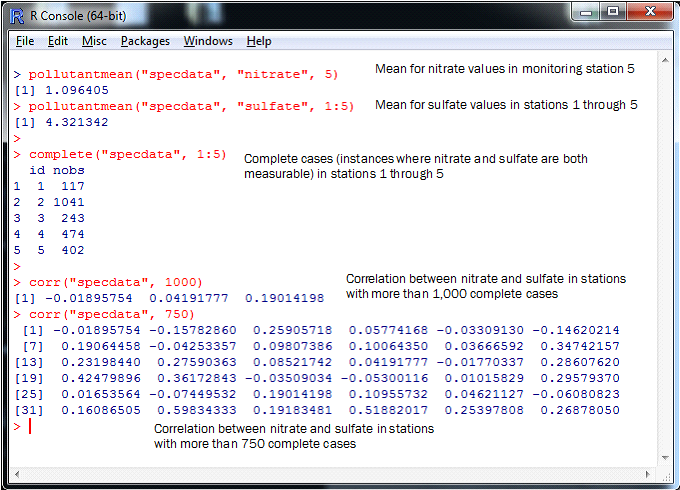 R Console (64-bit)
File Edit Misc Packages Windows Help
> pollutantmean("specdata", "nitrate", 5)
Mean for nitrate values in monitoring station 5
[1] 1.096405
> pollutantmean("specdata", "sulfate", 1:5)
Mean for sulfate values in stations 1 through 5
[1] 4.321342
>
> complete("specdata", 1:5)
Complete cases (instances where nitrate and sulfate are both
measurable) in stations 1 through 5
id nobs
1 1 117
2 2 1041
3 3 243
4 4 474
5 5 402
>
> corr("specdata", 1000)
Correlation between nitrate and sulfate in stations
with more than 1,000 complete cases
[1] -0.01895754 0.04191777 0.19014198
> corr("specdata", 750)
[1] -0.01895754 -0.15782860 0.25905718 0.05774168 -0.03309130 -0.14620214
[7] 0.19064458 -0.04253357 0.09807386 0.10064350 0.03666592 0.34742157
[13] 0.23198440 0.27590363 0.08521742 0.04191777 -0.01770337 0.28607620
[19] 0.42479896 0.36172843 -0.03509034 -0.05300116 0.01015829 0.29579370
[25] 0.01653564 -0.07449532 0.19014198 0.10955732 0.04621127 -0.06080823
[31] 0.16086505 0.59834333 0.19183481 0.51882017 0.25397808 0.26878050
>
Correlation between nitrate and sulfate in stations
with more than 750 complete cases